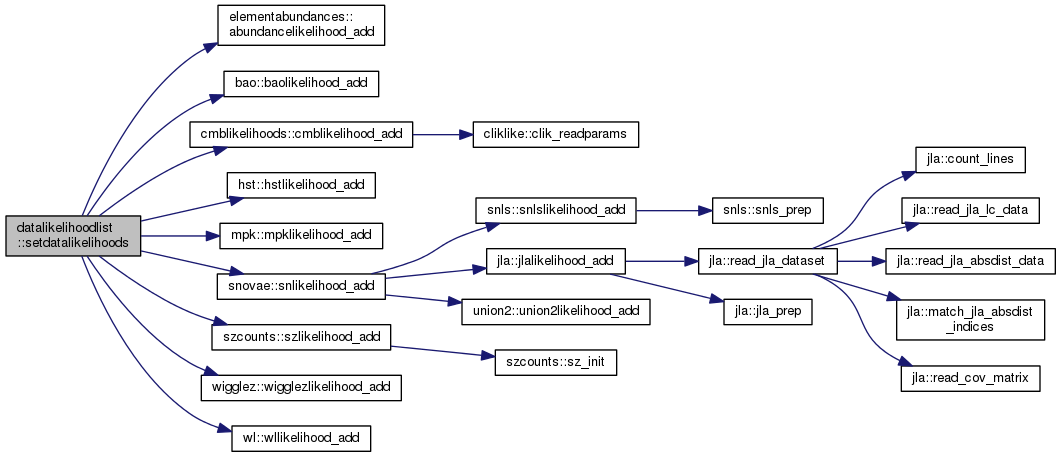 elementabundances::
abundancelikelihood_add
bao::baolikelihood_add
cmblikelihoods::cmblikelihood_add
cliklike::clik_readparams
hst::hstlikelihood_add
datalikelihoodlist
::setdatalikelihoods
mpk::mpklikelihood_add
snovae::snlikelihood_add
snls::snlslikelihood_add
snls::snls_prep
jla::jlalikelihood_add
jla::read_jla_dataset
jla::count_lines
jla::read_jla_lc_data
jla::read_jla_absdist_data
jla::match_jla_absdist
_indices
jla::read_cov_matrix
jla::jla_prep
union2::union2likelihood_add
szcounts::szlikelihood_add
szcounts::sz_init
wigglez::wigglezlikelihood_add
wl::wllikelihood_add